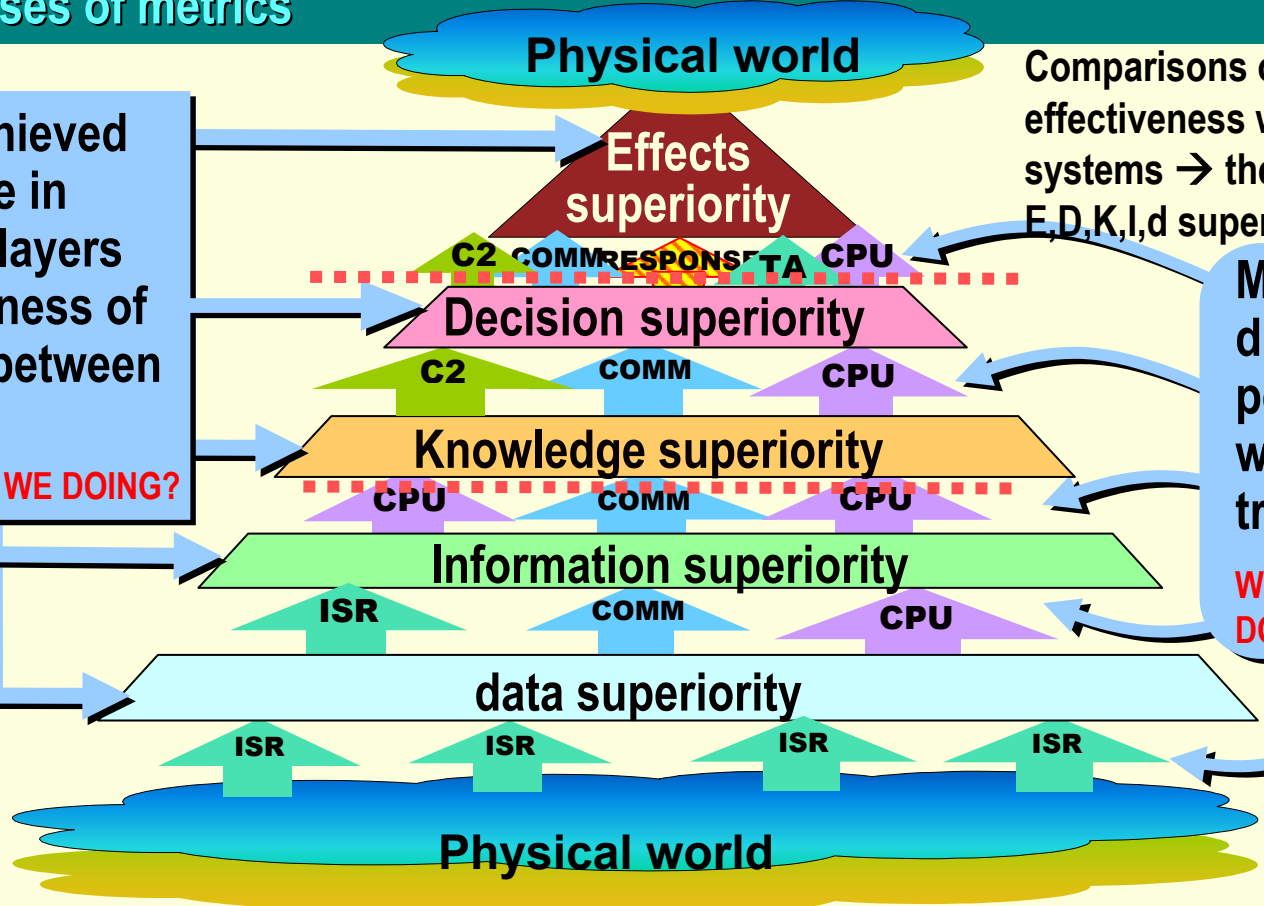 ses of metrics
Physical world
Comparisons
effectiveness
systems → the
E,D,K,I,d super
hieved
e in
layers
ness of
between
WE DOING?
Effects
superiority
C2 COMM RESPONSE TA CPU
Decision superiority
C2 COMM CPU
Knowledge superiority
CPU COMM CPU
Information superiority
ISR COMM CPU
data superiority
ISR ISR ISR ISR
Physical world
M
d
p
w
tr
W
DO